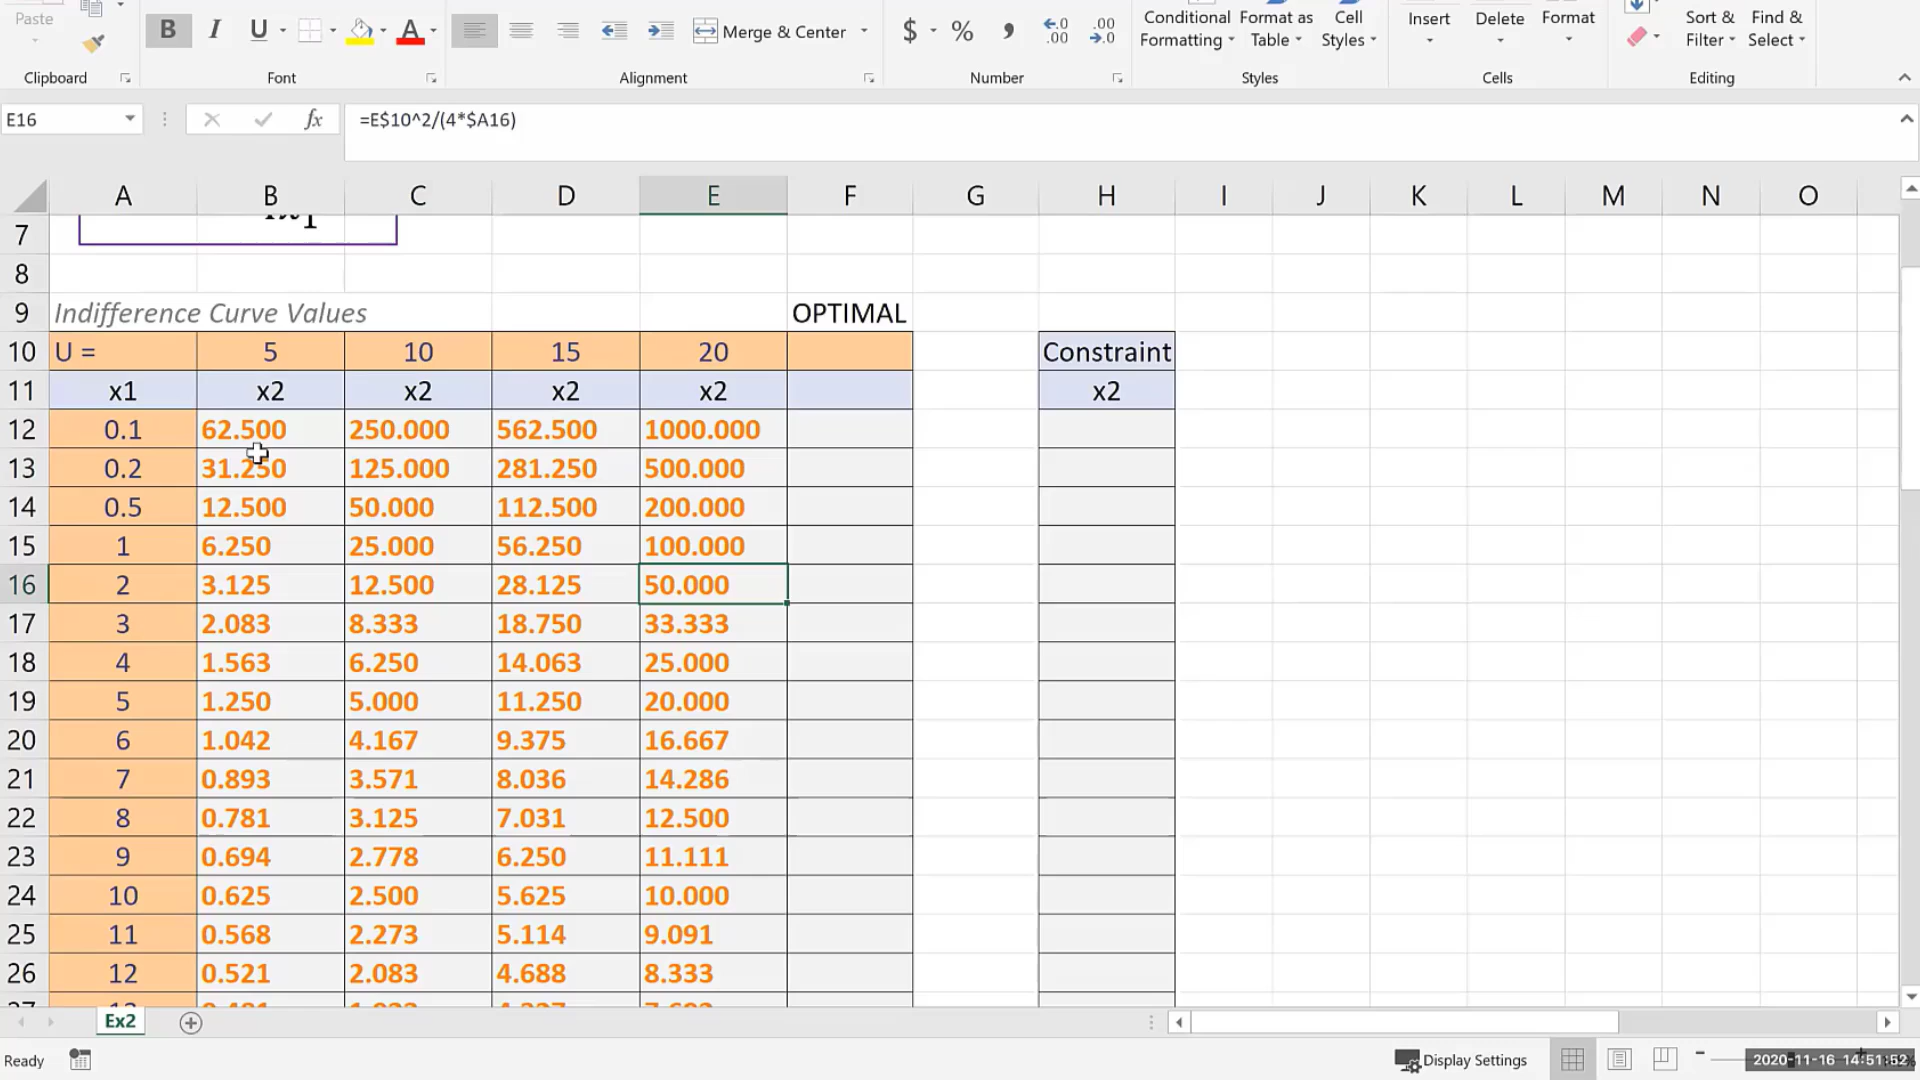 Paste
B I U A
Merge & Center
$ % ,
Conditional Formatting
Format as Table
Cell Styles
Insert Delete Format
Sort & Filter
Find & Select
Clipboard Font Alignment Number Styles Cells Editing
E16 fx =E$10^2/(4*$A16)
A B C D E F G H I J K L M N O
7
8
9 Indifference Curve Values OPTIMAL
10 U = 5 10 15 20 Constraint
11 x1 x2 x2 x2 x2 x2
12 0.1 62.500 250.000 562.500 1000.000
13 0.2 31.250 125.000 281.250 500.000
14 0.5 12.500 50.000 112.500 200.000
15 1 6.250 25.000 56.250 100.000
16 2 3.125 12.500 28.125 50.000
17 3 2.083 8.333 18.750 33.333
18 4 1.563 6.250 14.063 25.000
19 5 1.250 5.000 11.250 20.000
20 6 1.042 4.167 9.375 16.667
21 7 0.893 3.571 8.036 14.286
22 8 0.781 3.125 7.031 12.500
23 9 0.694 2.778 6.250 11.111
24 10 0.625 2.500 5.625 10.000
25 11 0.568 2.273 5.114 9.091
26 12 0.521 2.083 4.688 8.333
Ex2
Ready Display Settings 2020-11-16 14:51:52